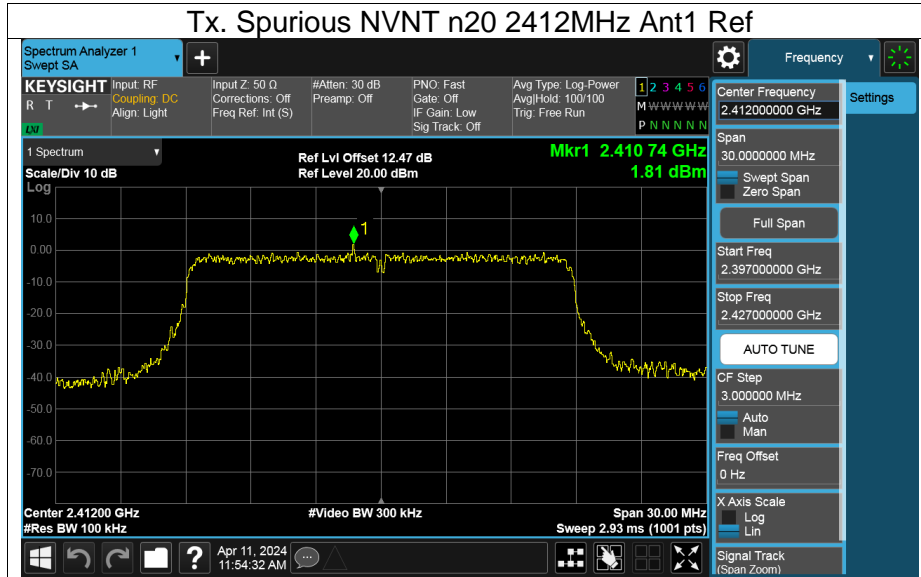 Tx. Spurious NVNT n20 2412MHz Ant1 Ref
Spectrum Analyzer 1
Swept SA
+
Frequency
KEYSIGHT
R T
LXI
Input: RF
Coupling: DC
Align: Light
Input Z: 50 Ω
Corrections: Off
Freq Ref: Int (S)
#Atten: 30 dB
Preamp: Off
PNO: Fast
Gate: Off
IF Gain: Low
Sig Track: Off
Avg Type: Log-Power
Avg|Hold: 100/100
Trig: Free Run
1 2 3 4 5 6
M W W W W W
P N N N N N
1 Spectrum
Scale/Div 10 dB
Log
Ref Lvl Offset 12.47 dB
Ref Level 20.00 dBm
Mkr1 2.410 74 GHz
1.81 dBm
1
10.0
0.00
-10.0
-20.0
-30.0
-40.0
-50.0
-60.0
-70.0
Center 2.41200 GHz
#Res BW 100 kHz
#Video BW 300 kHz
Span 30.00 MHz
Sweep 2.93 ms (1001 pts)
Center Frequency
2.412000000 GHz
Settings
Span
30.0000000 MHz
Swept Span
Zero Span
Full Span
Start Freq
2.397000000 GHz
Stop Freq
2.427000000 GHz
AUTO TUNE
CF Step
3.000000 MHz
Auto
Man
Freq Offset
0 Hz
X Axis Scale
Log
Lin
Signal Track
(Span Zoom)
?
Apr 11, 2024
11:54:32 AM